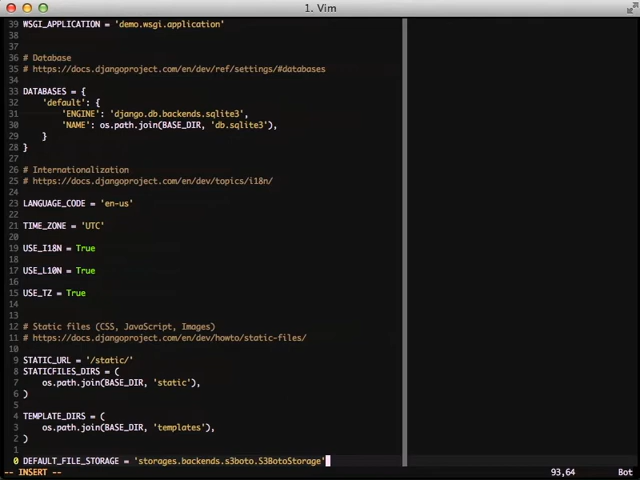 1. Vim
39 WSGI_APPLICATION = 'demo.wsgi.application'
38
37
36 # Database
35 # https://docs.djangoproject.com/en/dev/ref/settings/#databases
34
33 DATABASES = {
32 'default': {
31 'ENGINE': 'django.db.backends.sqlite3',
30 'NAME': os.path.join(BASE_DIR, 'db.sqlite3'),
29 }
28 }
27
26 # Internationalization
25 # https://docs.djangoproject.com/en/dev/topics/i18n/
24
23 LANGUAGE_CODE = 'en-us'
22
21 TIME_ZONE = 'UTC'
20
19 USE_I18N = True
18
17 USE_L10N = True
16
15 USE_TZ = True
14
13
12 # Static files (CSS, JavaScript, Images)
11 # https://docs.djangoproject.com/en/dev/howto/static-files/
10
9 STATIC_URL = '/static/'
8 STATICFILES_DIRS = (
7 os.path.join(BASE_DIR, 'static'),
6 )
5
4 TEMPLATE_DIRS = (
3 os.path.join(BASE_DIR, 'templates'),
2 )
1
0 DEFAULT_FILE_STORAGE = 'storages.backends.s3boto.S3BotoStorage'
-- INSERT -- 93,64 Bot